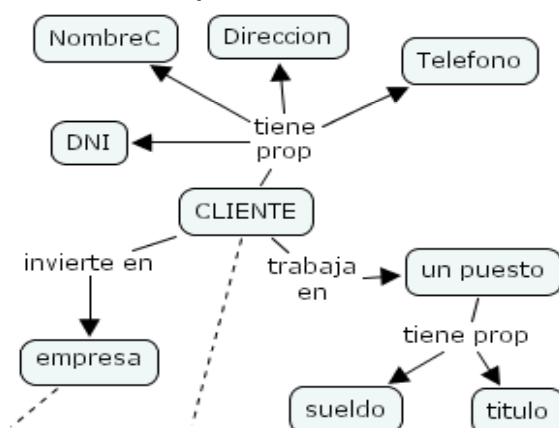 NombreC
Direccion
Telefono
DNI
tiene
prop
CLIENTE
invierte en
trabaja
en
un puesto
empresa
tiene prop
sueldo
titulo